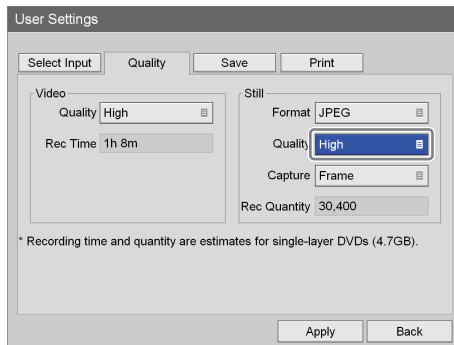 User Settings
Select Input Quality Save Print
Video
Quality High
Rec Time 1h 8m
Still
Format JPEG
Quality High
Capture Frame
Rec Quantity 30,400
* Recording time and quantity are estimates for single-layer DVDs (4.7GB).
Apply Back